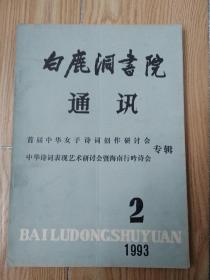 白鹿洞書院
通讯
首届中华女子诗词创作研讨会
中华诗词表现艺术研讨会暨海南行吟诗会
专辑
2
BAILUDONGSHUYUAN
1993